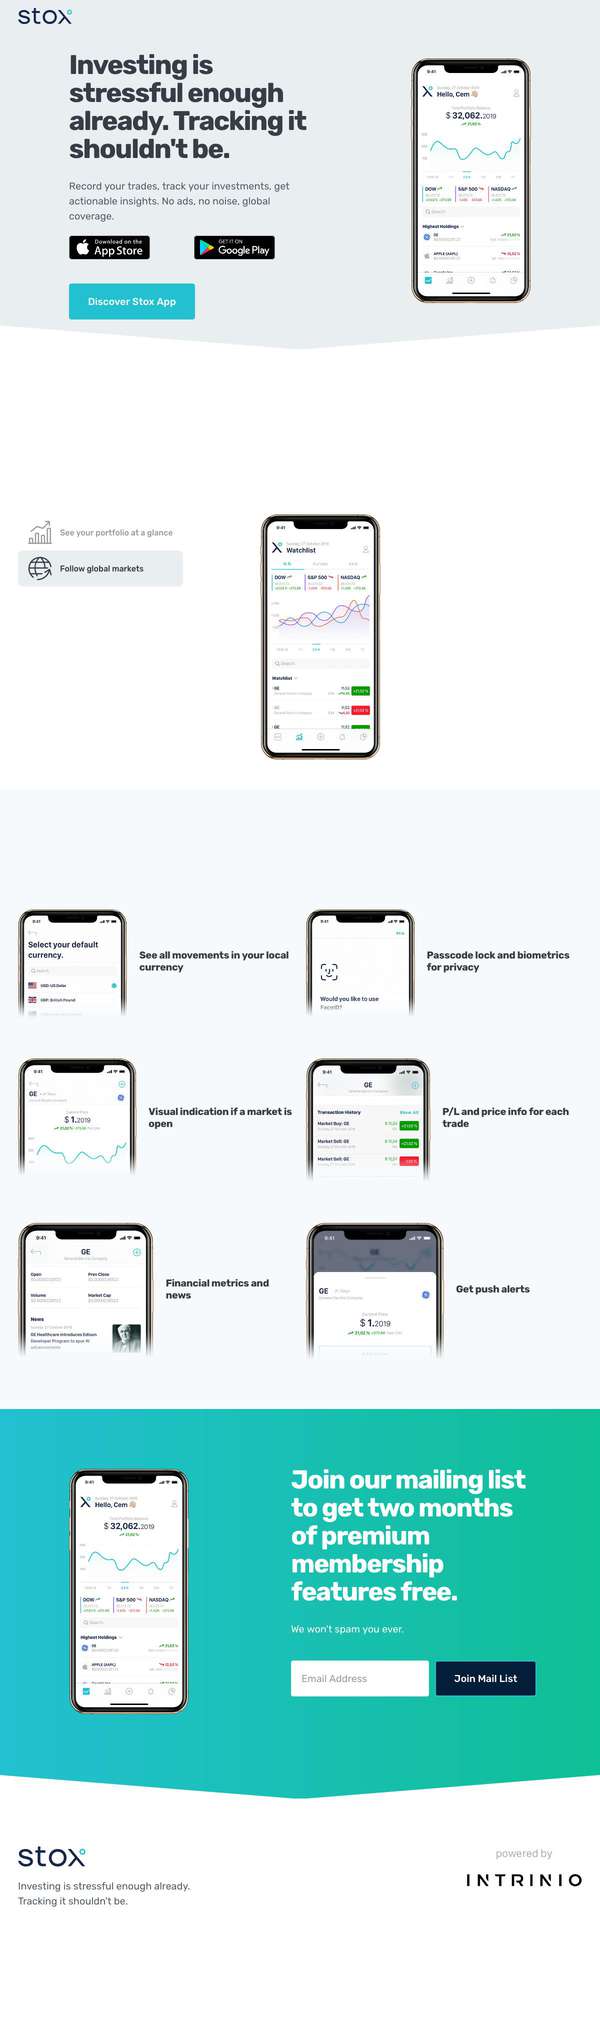 stox
Investing is
stressful enough
already. Tracking it
shouldn't be.
Record your trades, track your investments, get
actionable insights. No ads, no noise, global
coverage.
Download on the
App Store
GET IT ON
Google Play
Discover Stox App
9:41
Hello, Cem
$ 32,062.2019
DOW
S&P 500
NASDAQ
Search
Highest Holdings
GE
APPLE (AAPL)
See your portfolio at a glance
Follow global markets
9:41
Watchlist
DOW
S&P 500
NASDAQ
Search
Watchlist
GE
GE
GE
9:41
Select your default
currency.
Search
USD: US Dollar
GBP: British Pound
See all movements in your local
currency
9:41
Skip
Would you like to use
FaceID?
Passcode lock and biometrics
for privacy
9:41
GE
$ 1.2019
Visual indication if a market is
open
9:41
GE
Transaction History
Show All
Market Buy: GE
Market Sell: GE
Market Sell: GE
P/L and price info for each
trade
9:41
GE
Open
Prev Close
Volume
Market Cap
News
GE Healthcare Introduces Edison
Developer Program to spur AI
advancements
Financial metrics and
news
9:41
GE
GE
$ 1.2019
Get push alerts
9:41
Hello, Cem
$ 32,062.2019
DOW
S&P 500
NASDAQ
Search
Highest Holdings
GE
APPLE (AAPL)
Join our mailing list
to get two months
of premium
membership
features free.
We won't spam you ever.
Email Address
Join Mail List
stox
Investing is stressful enough already.
Tracking it shouldn't be.
powered by
INTRINIO